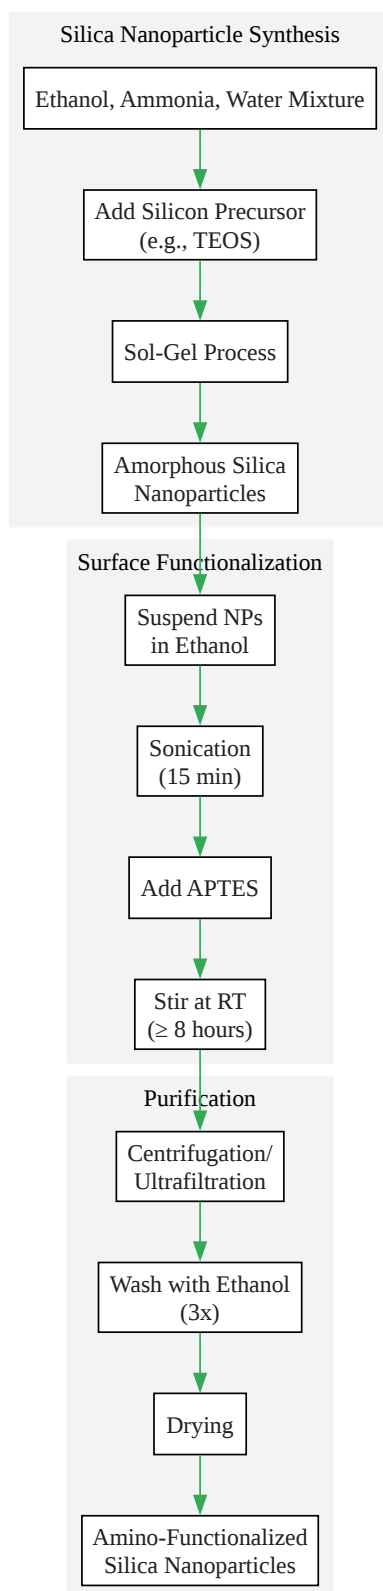 Silica Nanoparticle Synthesis
Ethanol, Ammonia, Water Mixture
Add Silicon Precursor
(e.g., TEOS)
Sol-Gel Process
Amorphous Silica
Nanoparticles
Surface Functionalization
Suspend NPs
in Ethanol
Sonication
(15 min)
Add APTES
Stir at RT
(≥ 8 hours)
Purification
Centrifugation/
Ultrafiltration
Wash with Ethanol
(3x)
Drying
Amino-Functionalized
Silica Nanoparticles